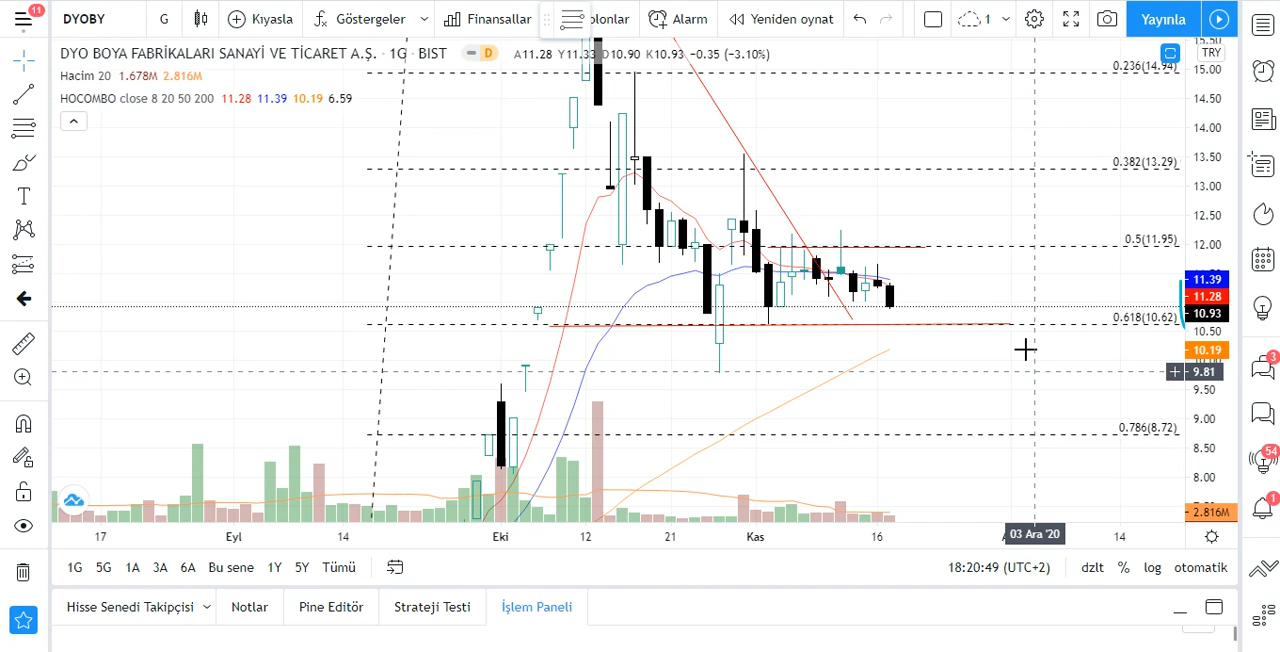 11
DYOBY
G
Kıyasla
Göstergeler
Finansallar
olonlar
Alarm
Yeniden oynat
1
Yayınla
DYO BOYA FABRİKALARI SANAYİ VE TİCARET A.Ş. · 1G · BIST
D
A11.28 Y11.33 D10.90 K10.93 −0.35 (−3.10%)
TRY
Hacim 20 1.678M 2.816M
HOCOMBO close 8 20 50 200 11.28 11.39 10.19 6.59
0.236(14.94)
0.382(13.29)
0.5(11.95)
0.618(10.62)
0.786(8.72)
15.50
15.00
14.50
14.00
13.50
13.00
12.50
12.00
11.39
11.28
10.93
10.50
10.19
9.81
9.50
9.00
8.50
8.00
2.816M
17
Eyl
14
Eki
12
21
Kas
16
03 Ara '20
14
1G 5G 1A 3A 6A Bu sene 1Y 5Y Tümü
18:20:49 (UTC+2)
dzlt % log otomatik
Hisse Senedi Takipçisi
Notlar
Pine Editör
Strateji Testi
İşlem Paneli
3
54
1